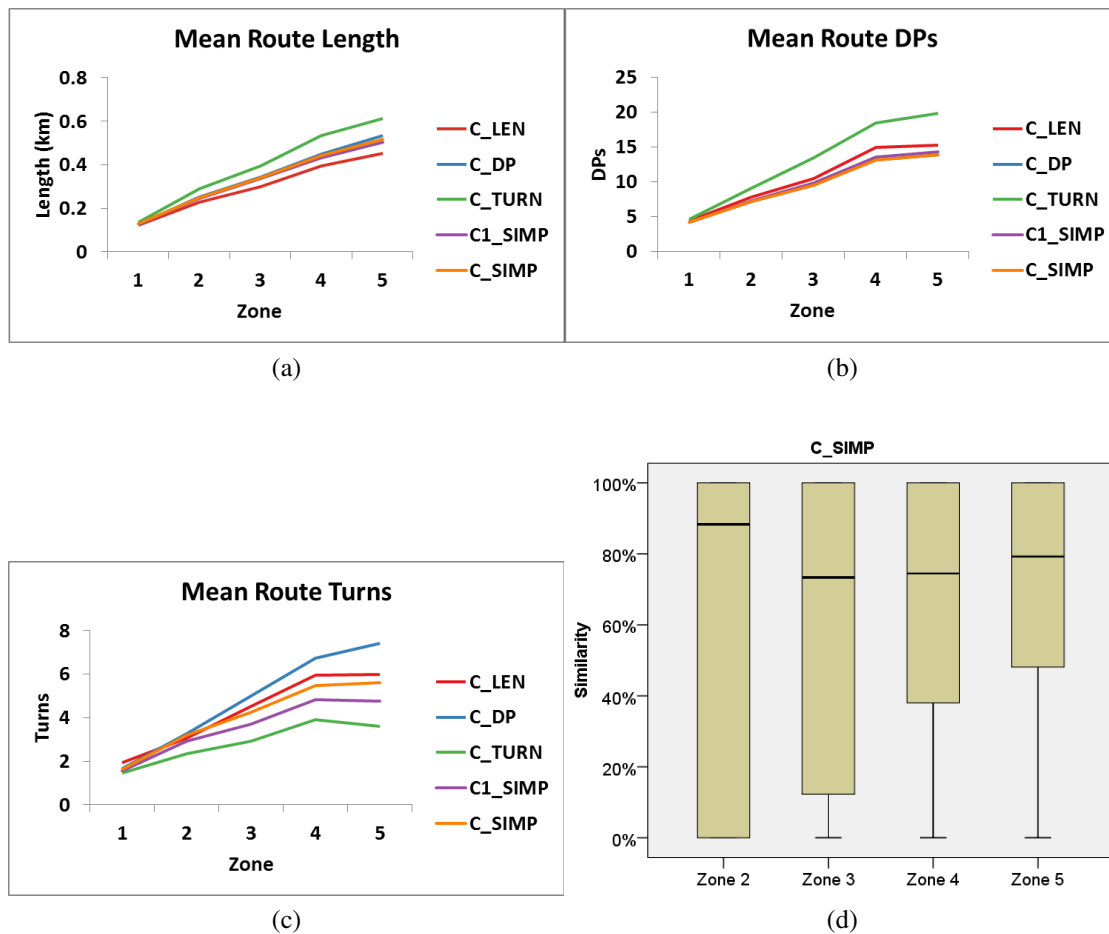 Mean Route Length
0.8
0.6
0.4
0.2
0
Length (km)
1 2 3 4 5
Zone
C_LEN
C_DP
C_TURN
C1_SIMP
C_SIMP
(a)
Mean Route DPs
25
20
15
10
5
0
DPs
1 2 3 4 5
Zone
C_LEN
C_DP
C_TURN
C1_SIMP
C_SIMP
(b)
Mean Route Turns
8
6
4
2
0
Turns
1 2 3 4 5
Zone
C_LEN
C_DP
C_TURN
C1_SIMP
C_SIMP
(c)
C_SIMP
100%
80%
60%
40%
20%
0%
Similarity
Zone 2 Zone 3 Zone 4 Zone 5
(d)